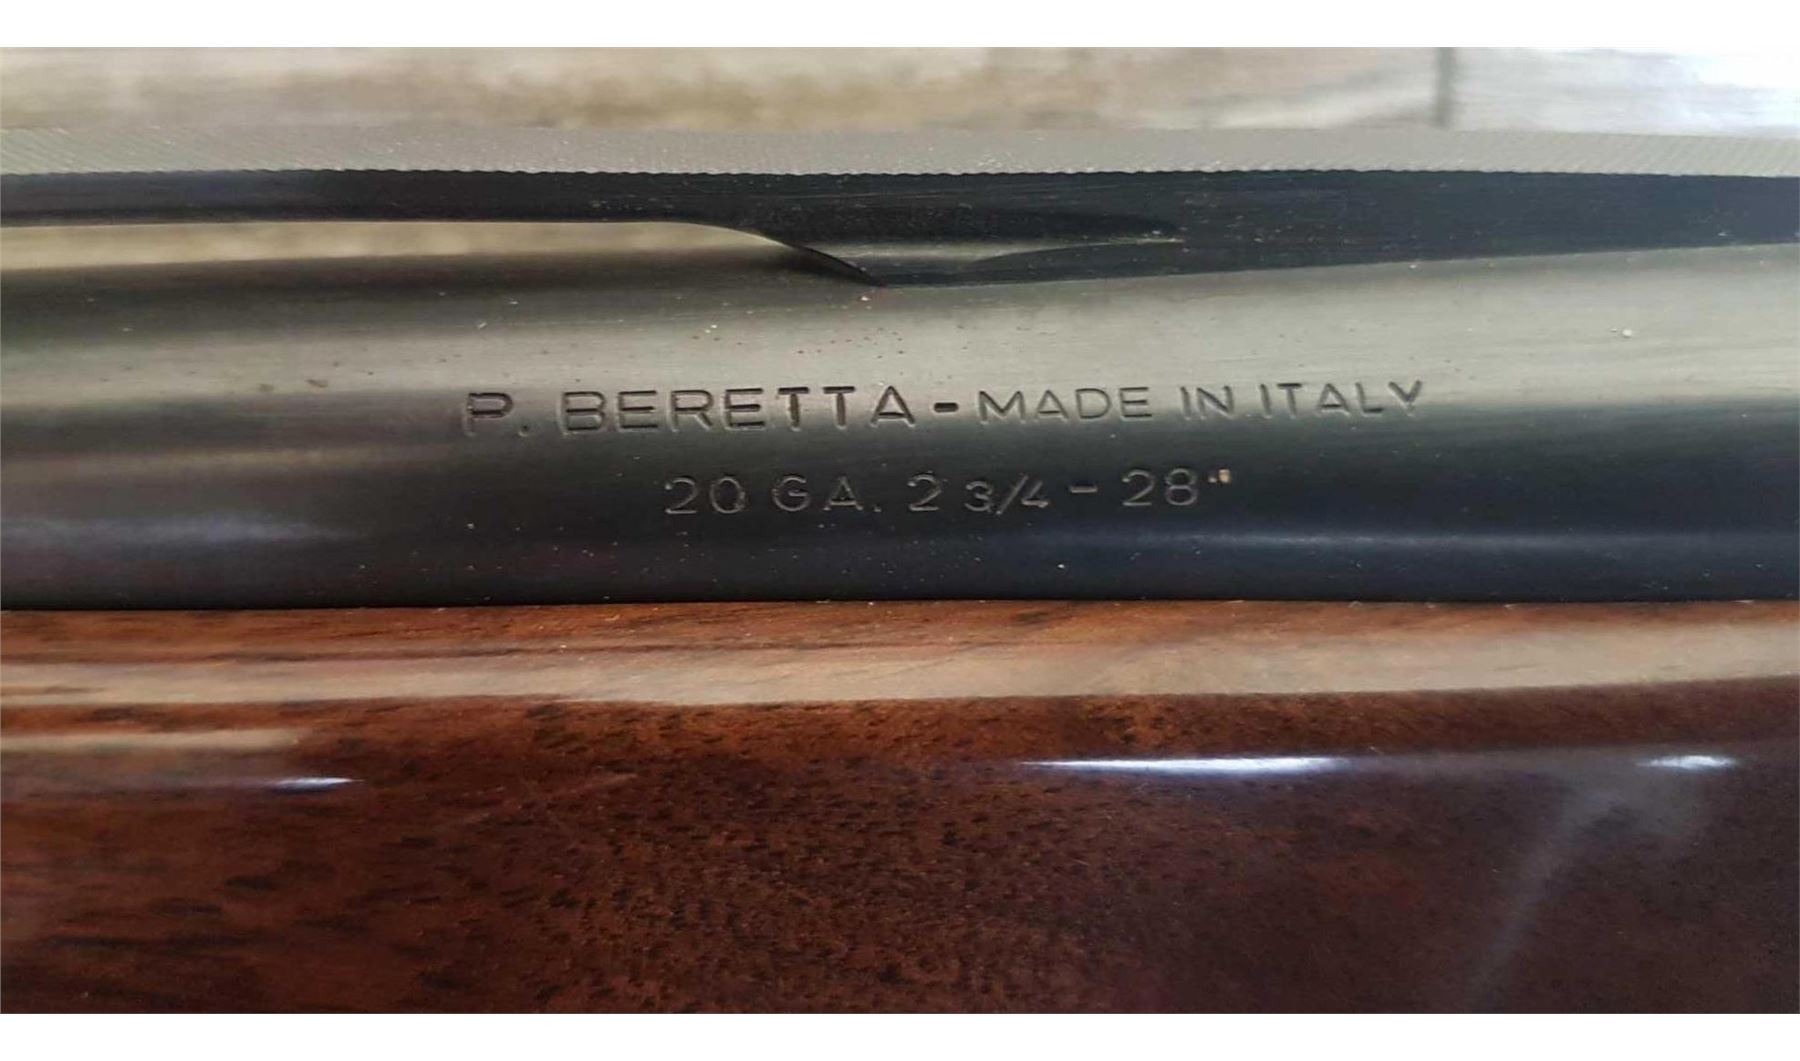 P. BERETTA - MADE IN ITALY
20 GA. 2 3/4 - 28"